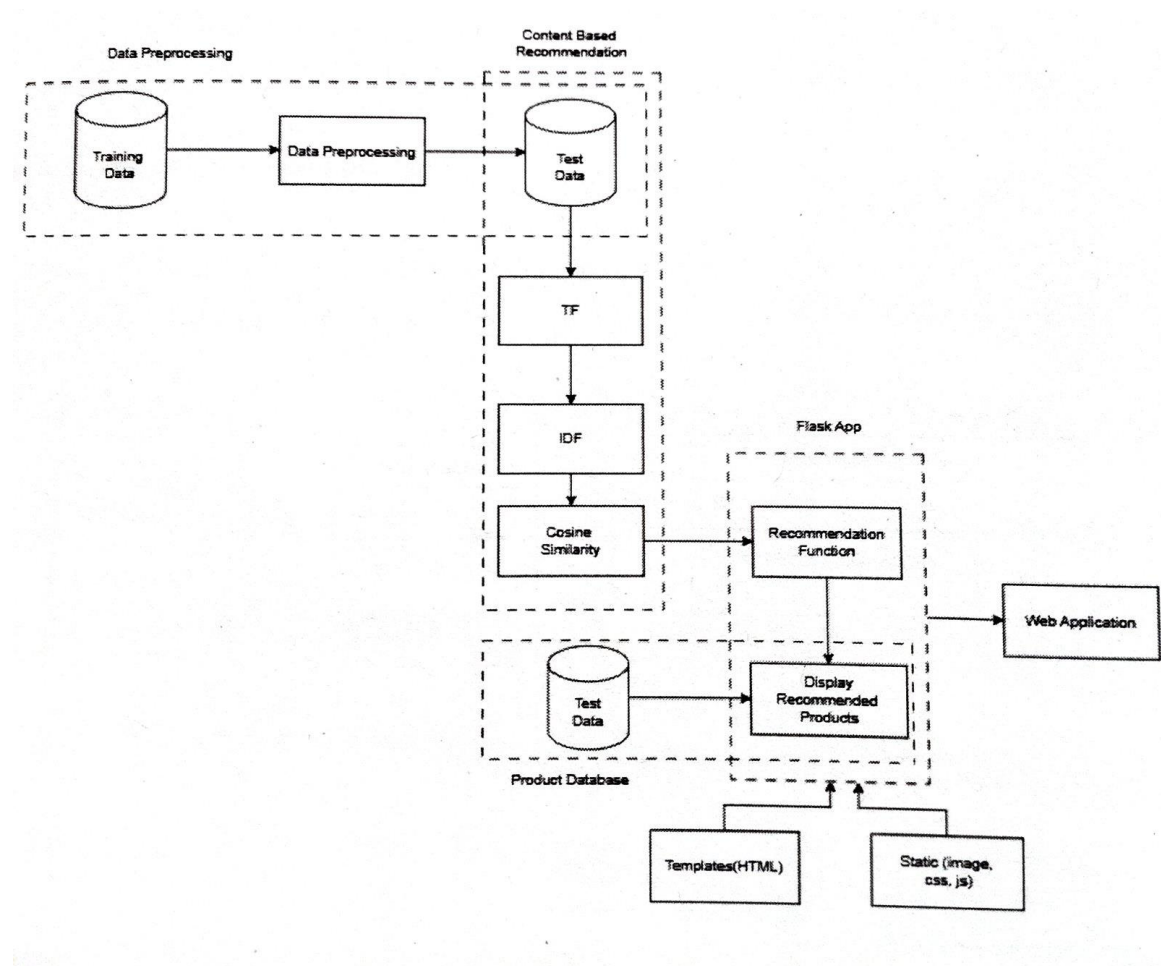 Data Preprocessing
Content Based
Recommendation
Training
Data
Data Preprocessing
Test
Data
TF
IDF
Cosine
Similarity
Flask App
Recommendation
Function
Web Application
Test
Data
Display
Recommended
Products
Product Database
Templates(HTML)
Static (image,
css, js)